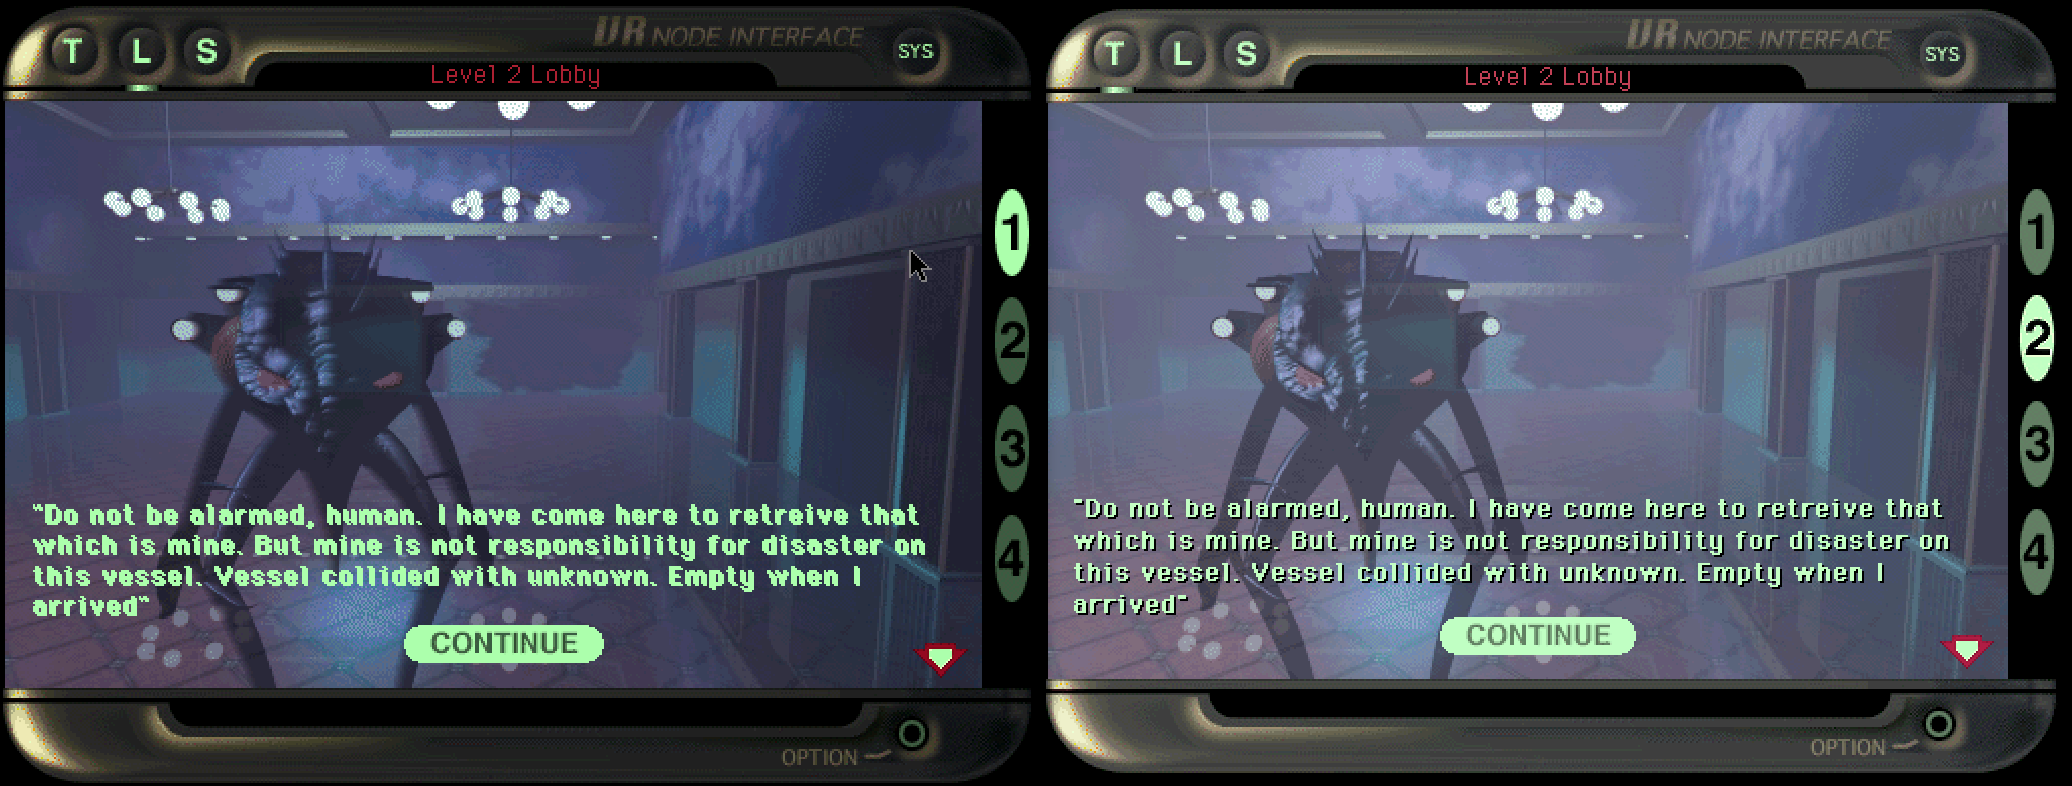 T L S
UR NODE INTERFACE
SYS
Level 2 Lobby
1
2
3
4
"Do not be alarmed, human. I have come here to retreive that
which is mine. But mine is not responsibility for disaster on
this vessel. Vessel collided with unknown. Empty when I
arrived"
CONTINUE
OPTION
T L S
UR NODE INTERFACE
SYS
Level 2 Lobby
1
2
3
4
"Do not be alarmed, human. I have come here to retreive that
which is mine. But mine is not responsibility for disaster on
this vessel. Vessel collided with unknown. Empty when I
arrived"
CONTINUE
OPTION